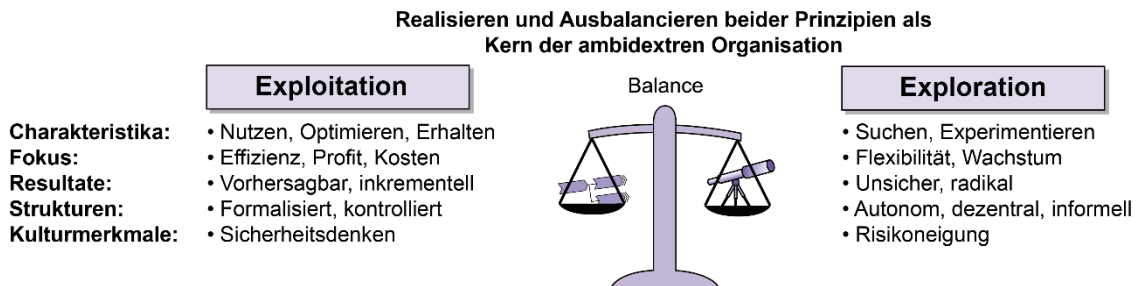 Realisieren und Ausbalancieren beider Prinzipien als
Kern der ambidextren Organisation
Exploitation
Balance
Exploration
Charakteristika: • Nutzen, Optimieren, Erhalten • Suchen, Experimentieren
Fokus: • Effizienz, Profit, Kosten • Flexibilität, Wachstum
Resultate: • Vorhersagbar, inkrementell • Unsicher, radikal
Strukturen: • Formalisiert, kontrolliert • Autonom, dezentral, informell
Kulturmerkmale: • Sicherheitsdenken • Risikoneigung